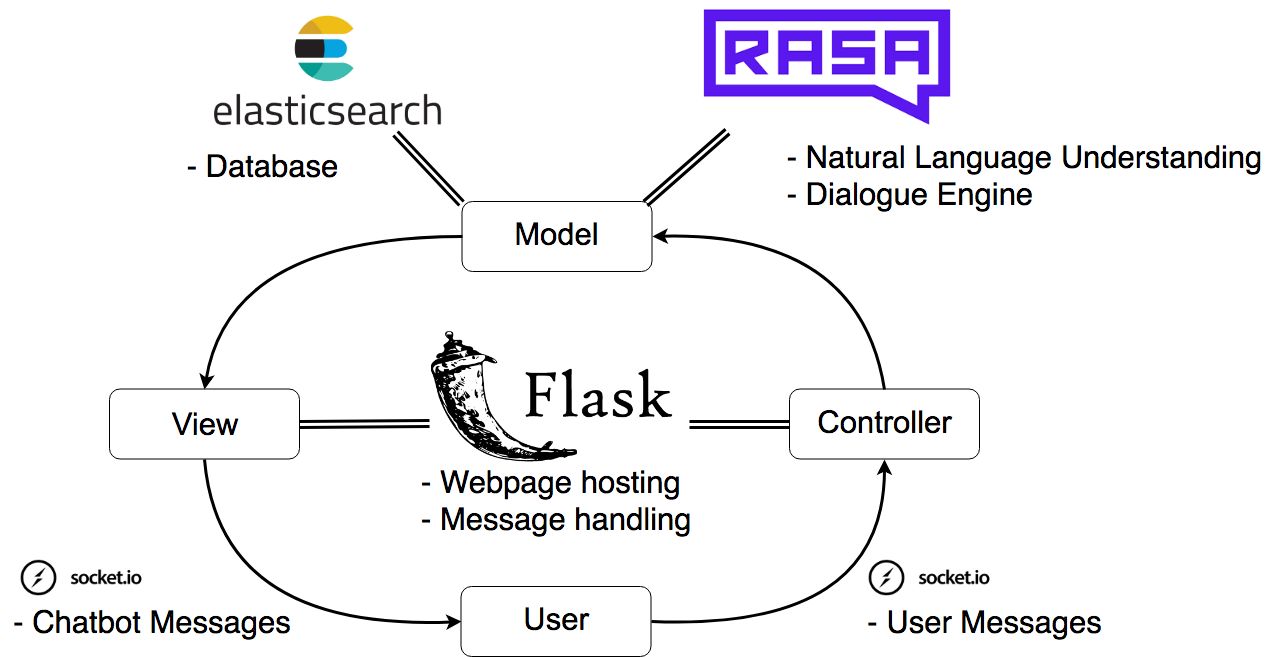 elasticsearch
RASA
- Database
- Natural Language Understanding
- Dialogue Engine
Model
Flask
View
Controller
- Webpage hosting
- Message handling
socket.io
- Chatbot Messages
User
socket.io
- User Messages